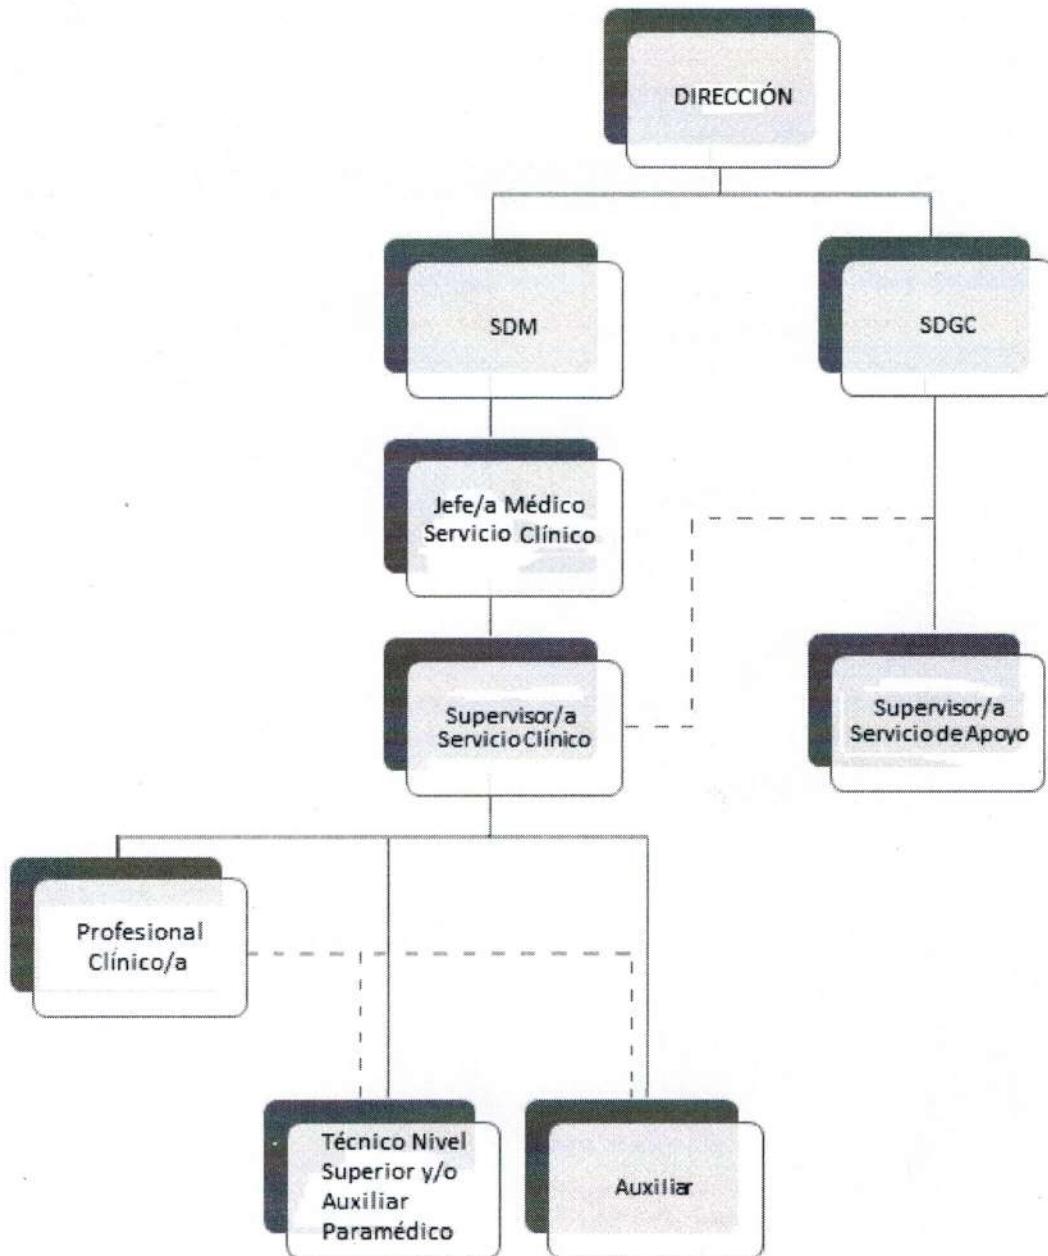 DIRECCIÓN
SDM
SDGC
Jefe/a Médico
Servicio Clínico
Supervisor/a
Servicio Clínico
Supervisor/a
Servicio de Apoyo
Profesional
Clínico/a
Técnico Nivel
Superior y/o
Auxiliar
Paramédico
Auxiliar